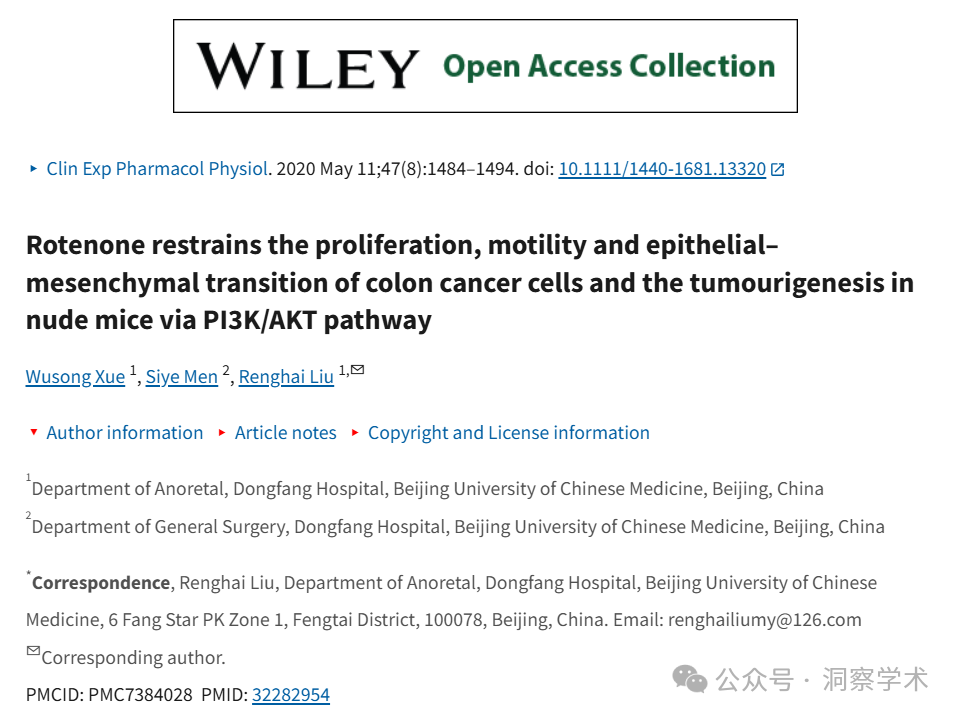 WILEY Open Access Collection
▸ Clin Exp Pharmacol Physiol. 2020 May 11;47(8):1484–1494. doi: 10.1111/1440-1681.13320
Rotenone restrains the proliferation, motility and epithelial–
mesenchymal transition of colon cancer cells and the tumourigenesis in
nude mice via PI3K/AKT pathway
Wusong Xue 1, Siye Men 2, Renghai Liu 1,✉
▾ Author information ▸ Article notes ▸ Copyright and License information
1Department of Anoretal, Dongfang Hospital, Beijing University of Chinese Medicine, Beijing, China
2Department of General Surgery, Dongfang Hospital, Beijing University of Chinese Medicine, Beijing, China
*Correspondence, Renghai Liu, Department of Anoretal, Dongfang Hospital, Beijing University of Chinese
Medicine, 6 Fang Star PK Zone 1, Fengtai District, 100078, Beijing, China. Email: renghailiumy@126.com
✉Corresponding author.
PMCID: PMC7384028 PMID: 32282954
公众号 · 洞察学术